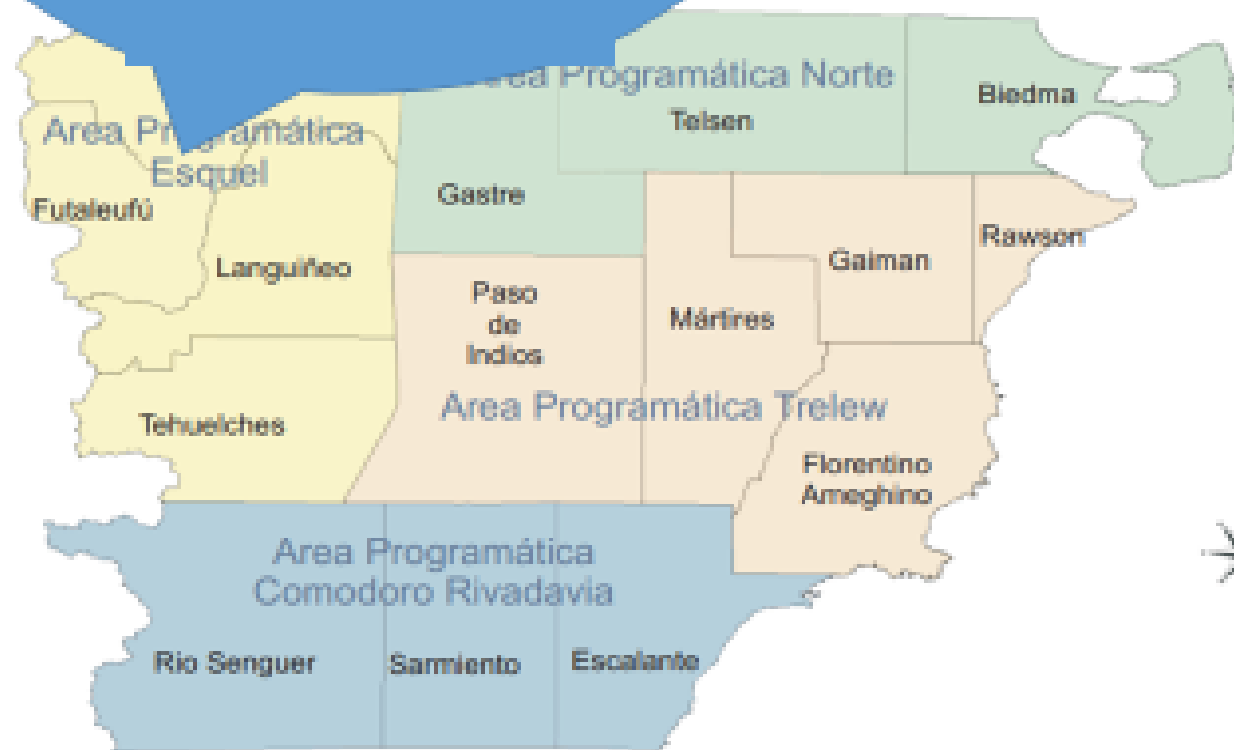 Programática Norte
Biedma
Telsen
Area Programática
Esquel
Gastre
Futaleufú
Languiñeo
Rawson
Gaiman
Paso
de
Indios
Mártires
Area Programática Trelew
Tehuelches
Florentino
Ameghino
Area Programática
Comodoro Rivadavia
Rio Senguer
Sarmiento
Escalante